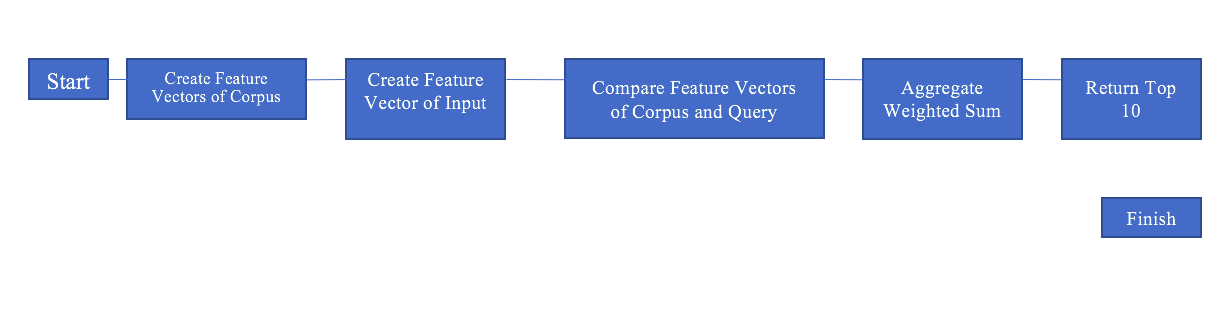 Start
Create Feature
Vectors of Corpus
Create Feature
Vector of Input
Compare Feature Vectors
of Corpus and Query
Aggregate
Weighted Sum
Return Top
10
Finish